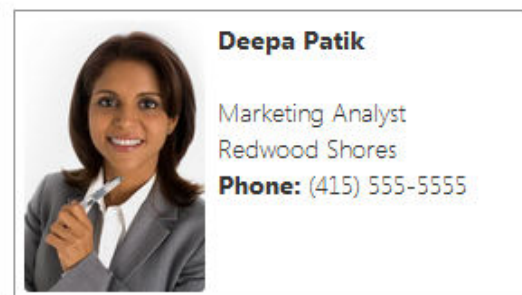 Deepa Patik
Marketing Analyst
Redwood Shores
Phone: (415) 555-5555